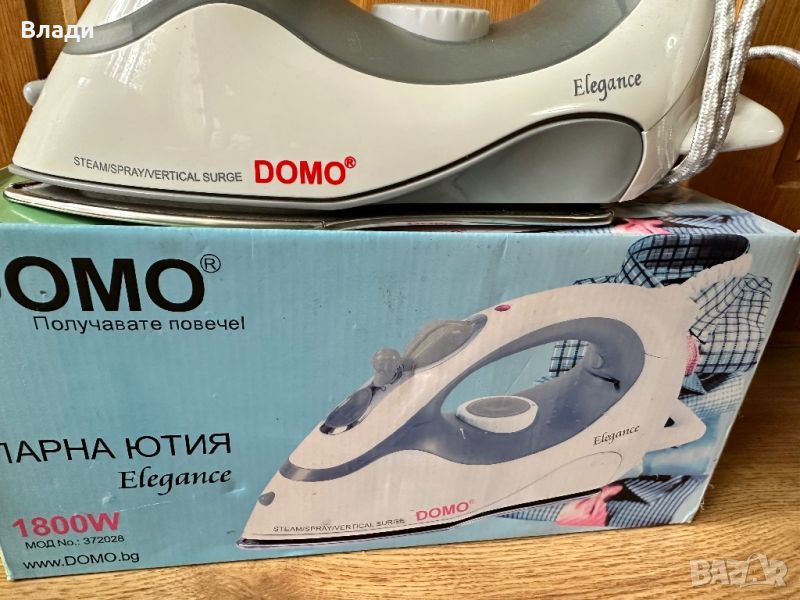 Влади
Elegance
STEAM/SPRAY/VERTICAL SURGE DOMO®
DOMO®
Получавате повече!
ПАРНА ЮТИЯ
Elegance
1800W
МОД No.: 372028
www.DOMO.bg
Elegance
DOMO®
STEAM/SPRAY/VERTICAL SURGE
BAZAR